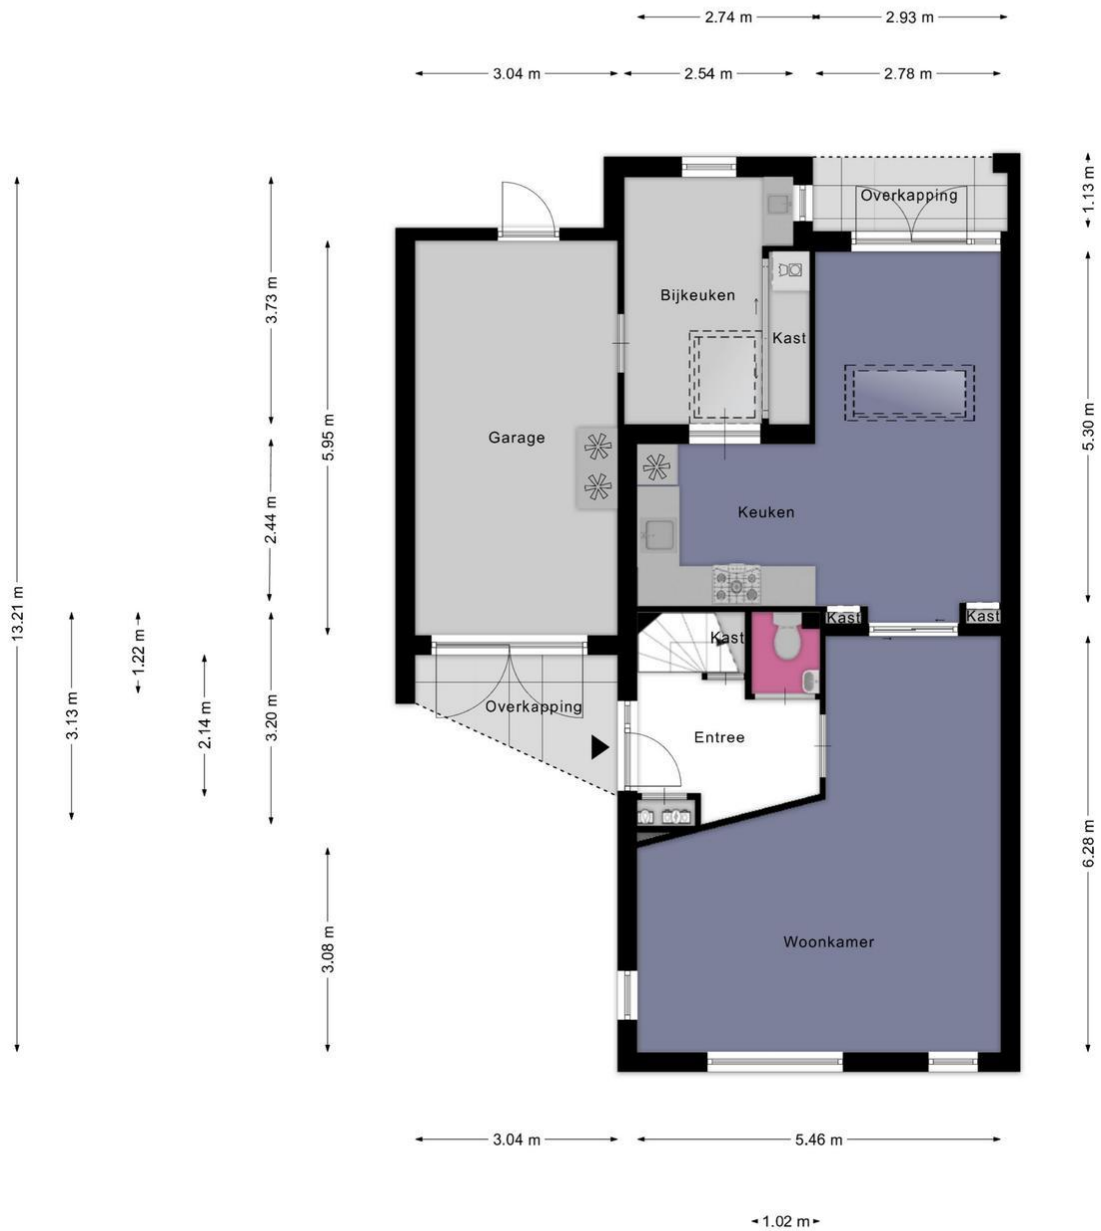 2.74 m 2.93 m
3.04 m 2.54 m 2.78 m
1.13 m
Overkapping
3.73 m
Bijkeuken
Kast
5.95 m
Garage
5.30 m
2.44 m
Keuken
13.21 m
1.22 m
3.13 m
2.14 m
3.20 m
Kast
Kast
Kast
Overkapping
Entree
6.28 m
3.08 m
Woonkamer
3.04 m 5.46 m
1.02 m